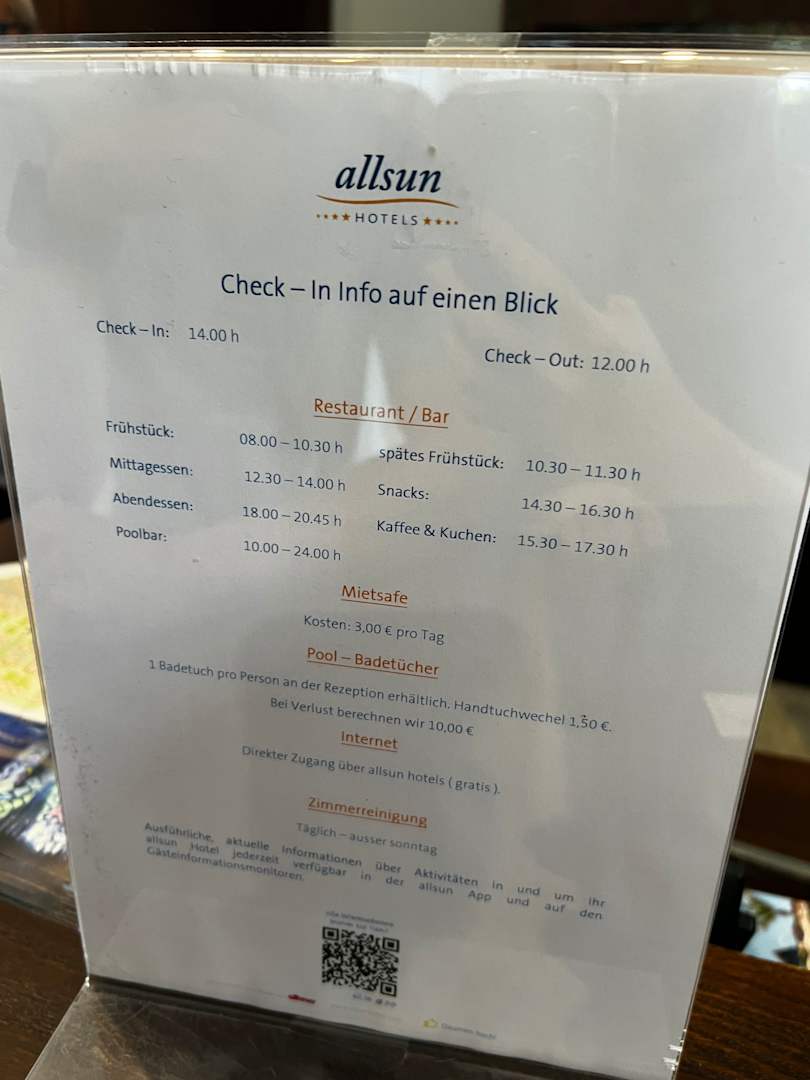 allsun
HOTELS
Check – In Info auf einen Blick
Check – In: 14.00 h
Check – Out: 12.00 h
Restaurant / Bar
Frühstück: 08.00 – 10.30 h
spätes Frühstück: 10.30 – 11.30 h
Mittagessen: 12.30 – 14.00 h
Snacks: 14.30 – 16.30 h
Abendessen: 18.00 – 20.45 h
Kaffee & Kuchen: 15.30 – 17.30 h
Poolbar: 10.00 – 24.00 h
Mietsafe
Kosten: 3,00 € pro Tag
Pool – Badetücher
1 Badetuch pro Person an der Rezeption erhältlich. Handtuchwechel 1,50 €.
Bei Verlust berechnen wir 10,00 €
Internet
Direkter Zugang über allsun hotels ( gratis ).
Zimmerreinigung
Täglich – ausser sonntag
Ausführliche, aktuelle Informationen über Aktivitäten in und um ihr
allsun Hotel jederzeit verfügbar in der allsun App und auf den
Gästeinformationsmonitoren.